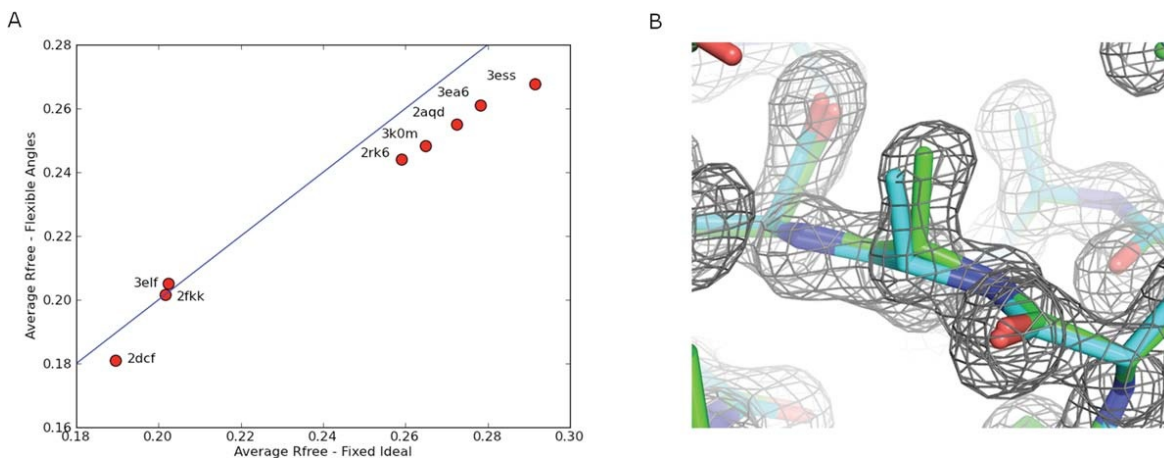 A
B
0.28
0.26
0.24
0.22
0.20
0.18
0.16
Average Rfree - Flexible Angles
3ess
3ea6
2aqd
3k0m
2rk6
3elf
2fkk
2dcf
0.18
0.20
0.22
0.24
0.26
0.28
0.30
Average Rfree - Fixed Ideal